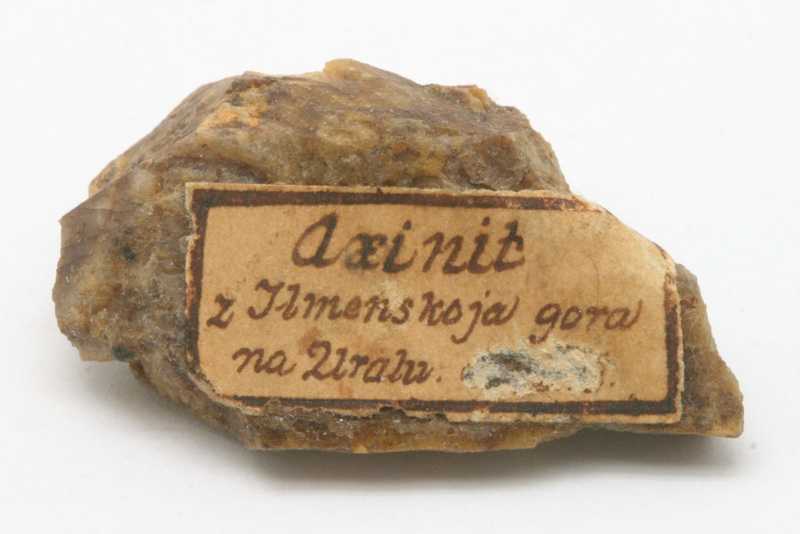 Axinit
z Ilmenskoja gora
na Uralu.